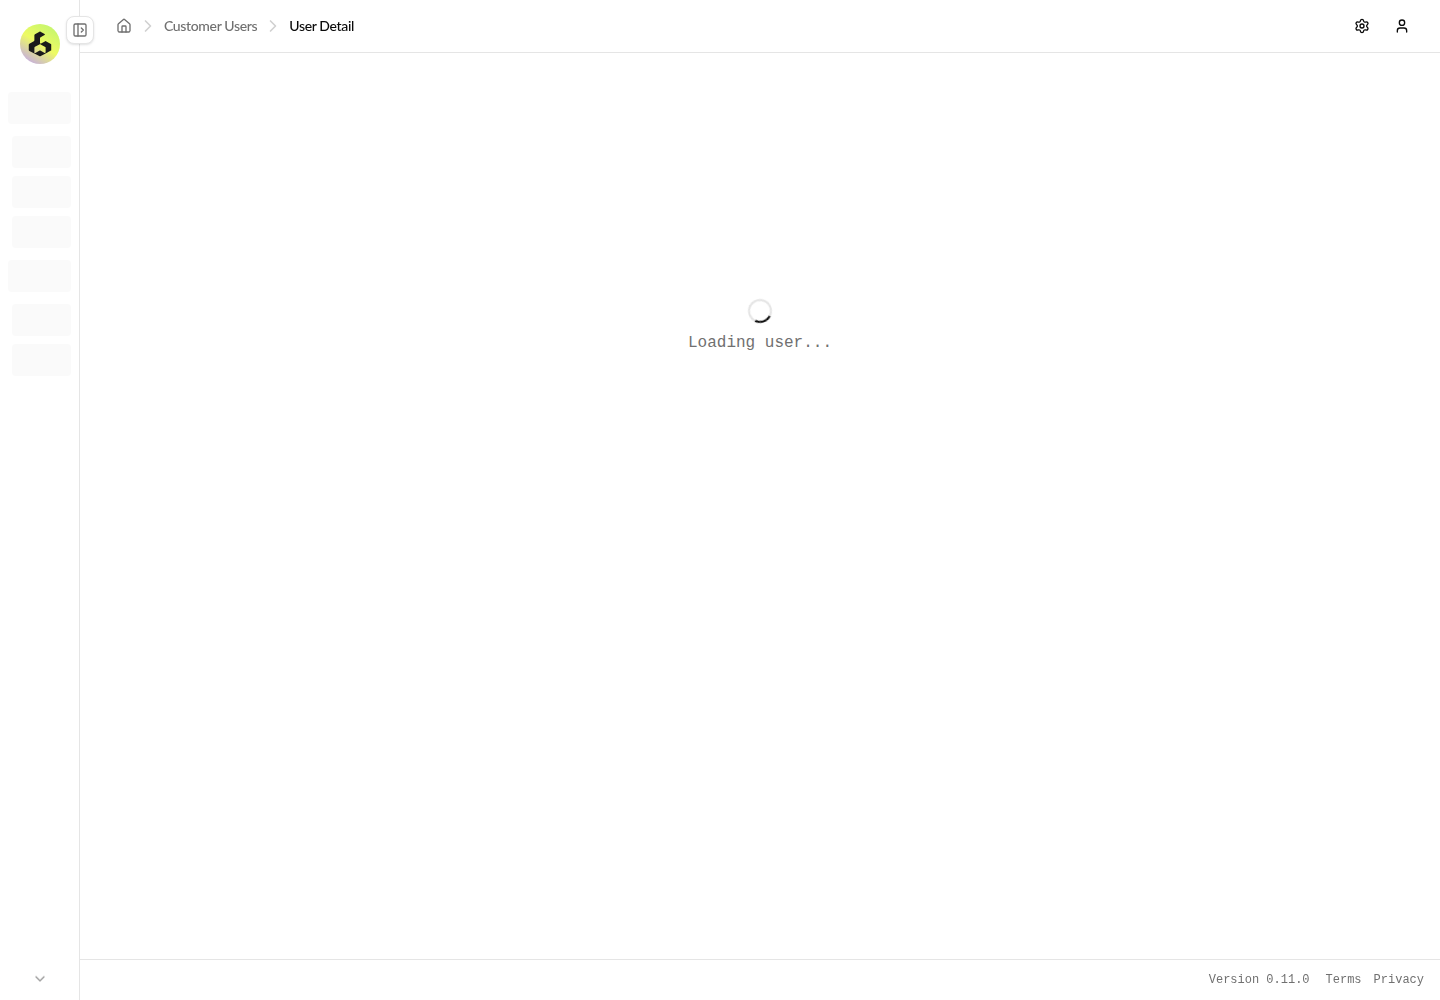 Customer Users
User Detail
Loading user...
Version 0.11.0
Terms
Privacy